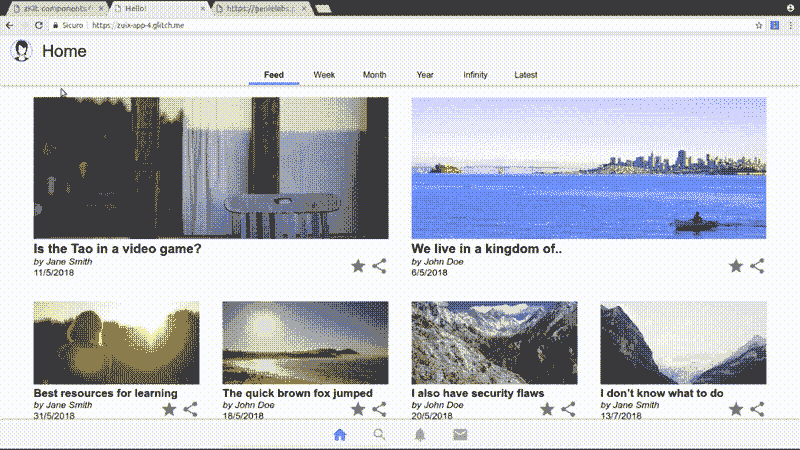 Hello!
Sicuro
https://zuix-app-4.glitch.me
Home
Feed Week Month Year Infinity Latest
Is the Tao in a video game?
by Jane Smith
11/5/2018
We live in a kingdom of..
by John Doe
6/5/2018
Best resources for learning
by Jane Smith
31/5/2018
The quick brown fox jumped
by John Doe
18/5/2018
I also have security flaws
by John Doe
20/5/2018
I don't know what to do
by Jane Smith
13/7/2018